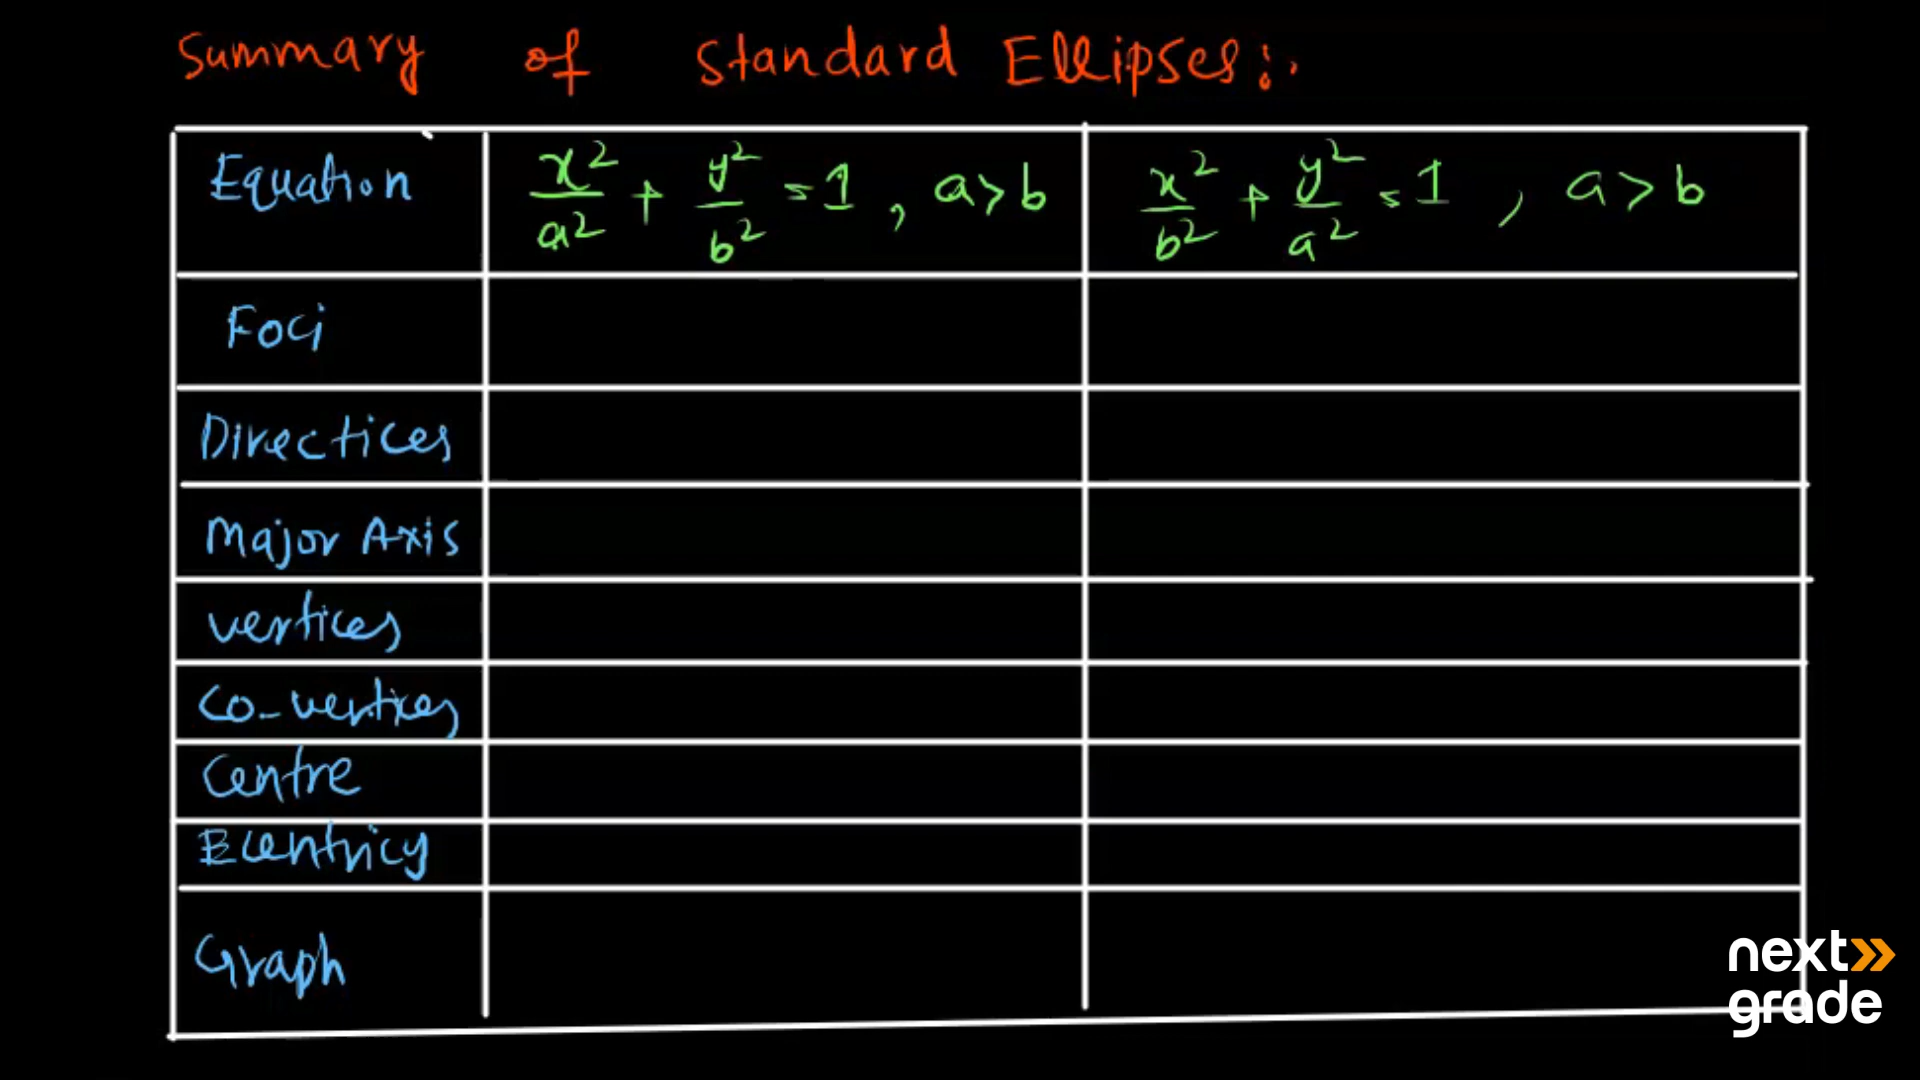 Summary of Standard Ellipses:.
Equation x²/a² + y²/b² = 1, a>b x²/b² + y²/a² = 1, a>b
Foci
Directices
Major Axis
vertices
Co-vertices
Centre
Ecentricy
Graph
next
grade